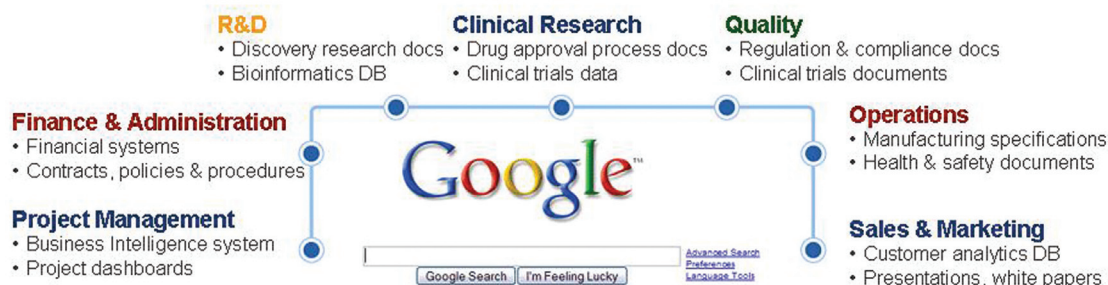 R&D
• Discovery research docs
• Bioinformatics DB
Clinical Research
• Drug approval process docs
• Clinical trials data
Quality
• Regulation & compliance docs
• Clinical trials documents
Finance & Administration
• Financial systems
• Contracts, policies & procedures
Project Management
• Business Intelligence system
• Project dashboards
Google™
Advanced Search
Preferences
Language Tools
Google Search
I'm Feeling Lucky
Operations
• Manufacturing specifications
• Health & safety documents
Sales & Marketing
• Customer analytics DB
• Presentations, white papers